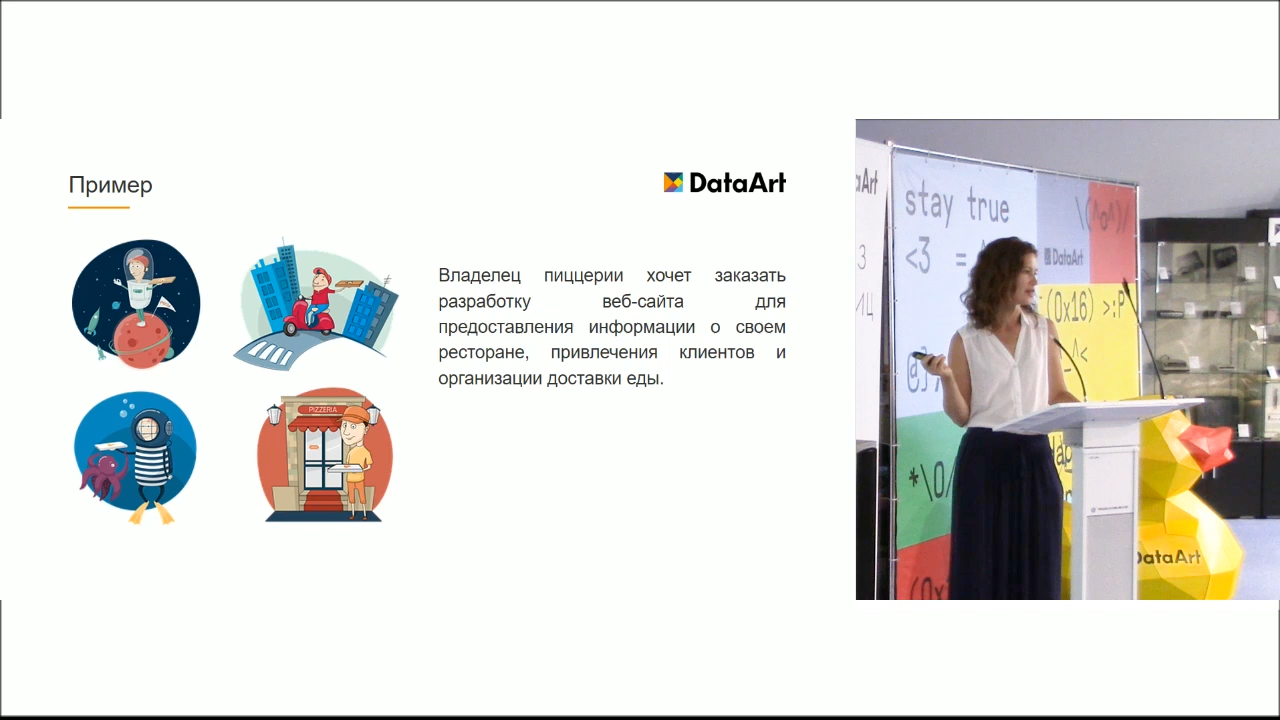 Пример
DataArt
Владелец пиццерии хочет заказать
разработку веб-сайта для
предоставления информации о своем
ресторане, привлечения клиентов и
организации доставки еды.
PIZZERIA
stay true
<3 =
DataArt
(0x16) >:P
*\0/
DataArt